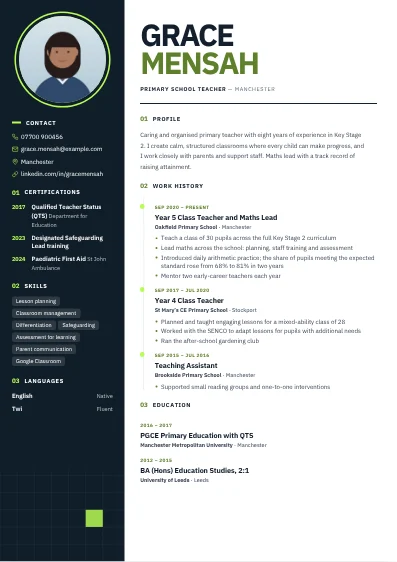 CONTACT
07700 900456
grace.mensah@example.com
Manchester
linkedin.com/in/gracemensah
01 CERTIFICATIONS
2017 Qualified Teacher Status
(QTS) Department for
Education
2023 Designated Safeguarding
Lead training
2024 Paediatric First Aid St John
Ambulance
02 SKILLS
Lesson planning
Classroom management
Differentiation Safeguarding
Assessment for learning
Parent communication
Google Classroom
03 LANGUAGES
English Native
Twi Fluent
GRACE
MENSAH
PRIMARY SCHOOL TEACHER — MANCHESTER
01 PROFILE
Caring and organised primary teacher with eight years of experience in Key Stage
2. I create calm, structured classrooms where every child can make progress, and
I work closely with parents and support staff. Maths lead with a track record of
raising attainment.
02 WORK HISTORY
SEP 2020 – PRESENT
Year 5 Class Teacher and Maths Lead
Oakfield Primary School · Manchester
• Teach a class of 30 pupils across the full Key Stage 2 curriculum
• Lead maths across the school: planning, staff training and assessment
• Introduced daily arithmetic practice; the share of pupils meeting the expected
standard rose from 68% to 81% in two years
• Mentor two early-career teachers each year
SEP 2017 – JUL 2020
Year 4 Class Teacher
St Mary's CE Primary School · Stockport
• Planned and taught engaging lessons for a mixed-ability class of 28
• Worked with the SENCO to adapt lessons for pupils with additional needs
• Ran the after-school gardening club
SEP 2015 – JUL 2016
Teaching Assistant
Brookside Primary School · Manchester
• Supported small reading groups and one-to-one interventions
03 EDUCATION
2016 – 2017
PGCE Primary Education with QTS
Manchester Metropolitan University · Manchester
2012 – 2015
BA (Hons) Education Studies, 2:1
University of Leeds · Leeds